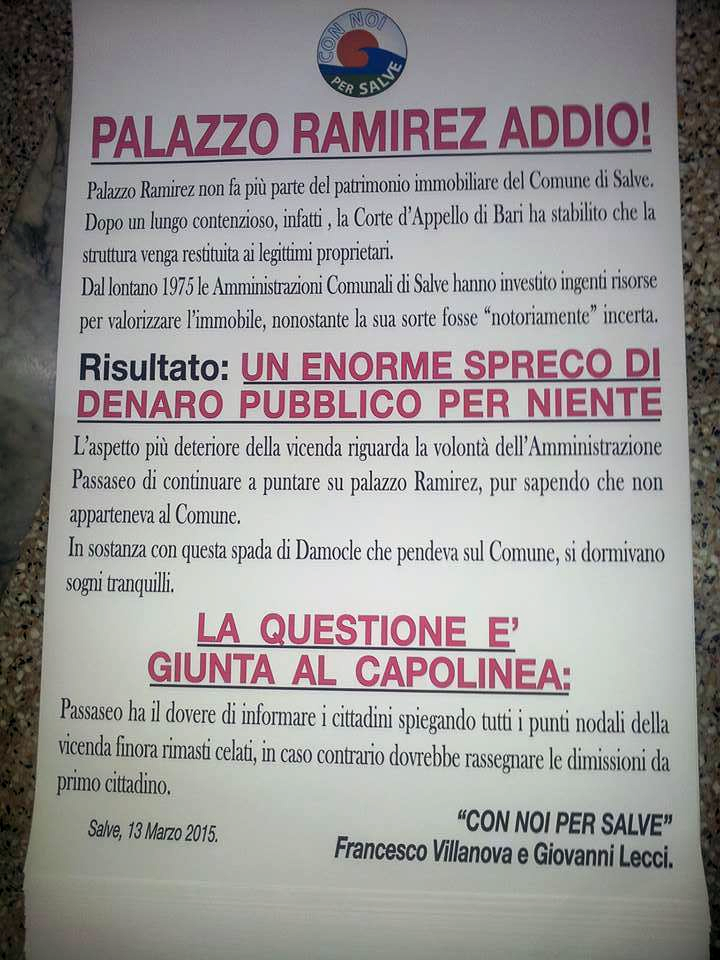 CON NOI
PER SALVE
PALAZZO RAMIREZ ADDIO!
Palazzo Ramirez non fa più parte del patrimonio immobiliare del Comune di Salve.
Dopo un lungo contenzioso, infatti , la Corte d'Appello di Bari ha stabilito che la
struttura venga restituita ai legittimi proprietari.
Dal lontano 1975 le Amministrazioni Comunali di Salve hanno investito ingenti risorse
per valorizzare l'immobile, nonostante la sua sorte fosse "notoriamente" incerta.
Risultato: UN ENORME SPRECO DI
DENARO PUBBLICO PER NIENTE
L'aspetto più deteriore della vicenda riguarda la volontà dell'Amministrazione
Passaseo di continuare a puntare su palazzo Ramirez, pur sapendo che non
apparteneva al Comune.
In sostanza con questa spada di Damocle che pendeva sul Comune, si dormivano
sogni tranquilli.
LA QUESTIONE E'
GIUNTA AL CAPOLINEA:
Passaseo ha il dovere di informare i cittadini spiegando tutti i punti nodali della
vicenda finora rimasti celati, in caso contrario dovrebbe rassegnare le dimissioni da
primo cittadino.
Salve, 13 Marzo 2015.
"CON NOI PER SALVE"
Francesco Villanova e Giovanni Lecci.